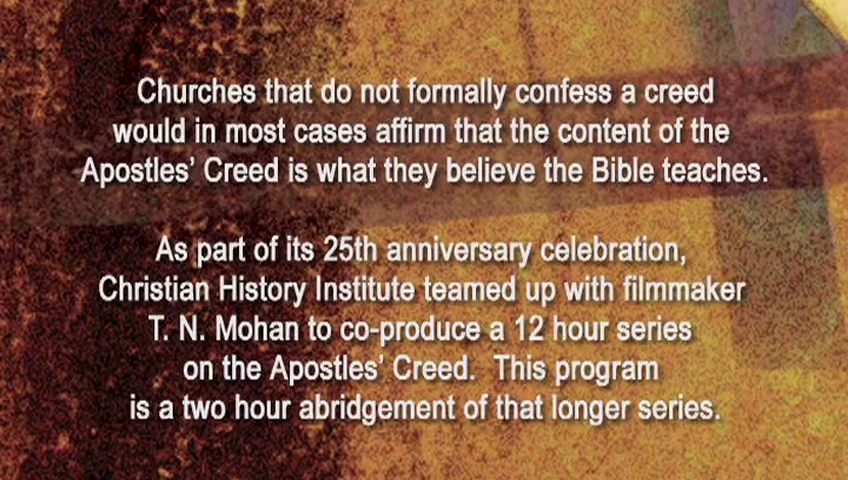 Churches that do not formally confess a creed
would in most cases affirm that the content of the
Apostles’ Creed is what they believe the Bible teaches.
As part of its 25th anniversary celebration,
Christian History Institute teamed up with filmmaker
T. N. Mohan to co-produce a 12 hour series
on the Apostles’ Creed.  This program
is a two hour abridgement of that longer series.